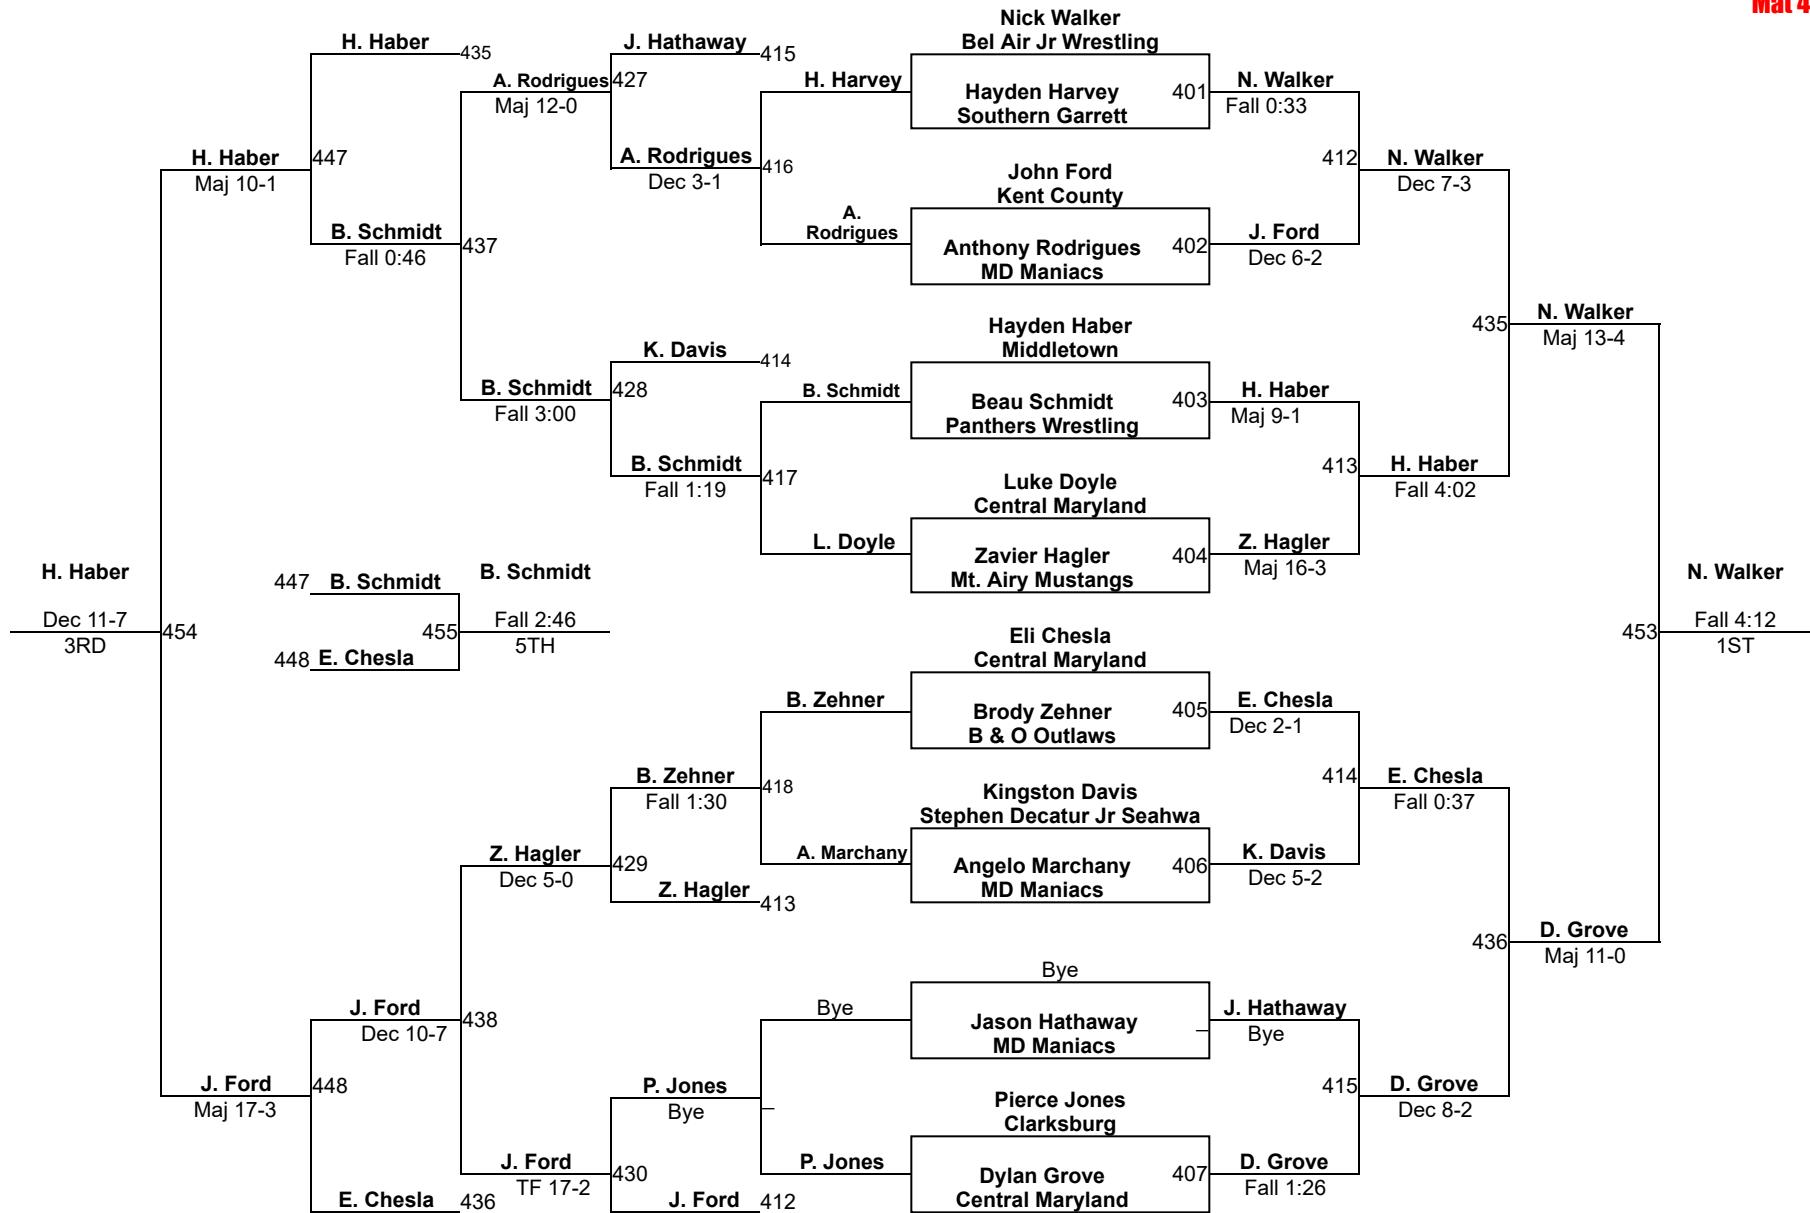 Mat 4
Nick Walker
Bel Air Jr Wrestling
Hayden Harvey
Southern Garrett
401
John Ford
Kent County
Anthony Rodrigues
MD Maniacs
402
Hayden Haber
Middletown
Beau Schmidt
Panthers Wrestling
403
Luke Doyle
Central Maryland
Zavier Hagler
Mt. Airy Mustangs
404
Eli Chesla
Central Maryland
Brody Zehner
B & O Outlaws
405
Kingston Davis
Stephen Decatur Jr Seahwa
Angelo Marchany
MD Maniacs
406
Bye
Jason Hathaway
MD Maniacs
_
Pierce Jones
Clarksburg
Dylan Grove
Central Maryland
407
N. Walker
Fall 0:33
412
J. Ford
Dec 6-2
H. Haber
Maj 9-1
413
Z. Hagler
Maj 16-3
E. Chesla
Dec 2-1
414
K. Davis
Dec 5-2
J. Hathaway
Bye
415
D. Grove
Fall 1:26
N. Walker
Dec 7-3
435
H. Haber
Fall 4:02
E. Chesla
Fall 0:37
436
D. Grove
Dec 8-2
N. Walker
Maj 13-4
453
D. Grove
Maj 11-0
N. Walker
Fall 4:12
1ST
H. Harvey
416
A.
Rodrigues
B. Schmidt
417
L. Doyle
B. Zehner
418
A. Marchany
Bye
_
P. Jones
J. Hathaway
415
427
A. Rodrigues
Dec 3-1
K. Davis
414
428
B. Schmidt
Fall 1:19
B. Zehner
Fall 1:30
429
Z. Hagler
413
P. Jones
Bye
430
J. Ford
412
A. Rodrigues
Maj 12-0
437
B. Schmidt
Fall 3:00
Z. Hagler
Dec 5-0
438
J. Ford
TF 17-2
H. Haber
435
447
B. Schmidt
Fall 0:46
J. Ford
Dec 10-7
448
E. Chesla
436
H. Haber
Maj 10-1
454
J. Ford
Maj 17-3
H. Haber
Dec 11-7
3RD
447
B. Schmidt
455
448
E. Chesla
B. Schmidt
Fall 2:46
5TH